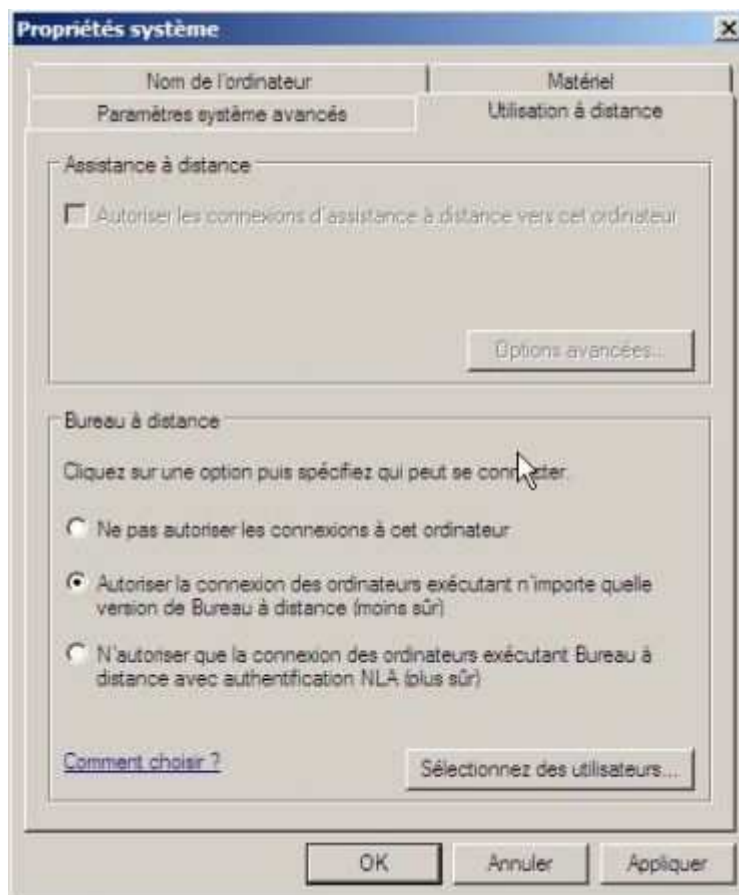 Propriétés système
Nom de l'ordinateur
Matériel
Paramètres système avancés
Utilisation à distance
Assistance à distance
Autoriser les connexions d'assistance à distance vers cet ordinateur
Options avancées...
Bureau à distance
Cliquez sur une option puis spécifiez qui peut se connecter.
Ne pas autoriser les connexions à cet ordinateur
Autoriser la connexion des ordinateurs exécutant n'importe quelle
version de Bureau à distance (moins sûr)
N'autoriser que la connexion des ordinateurs exécutant Bureau à
distance avec authentification NLA (plus sûr)
Comment choisir ?
Sélectionnez des utilisateurs...
OK
Annuler
Appliquer